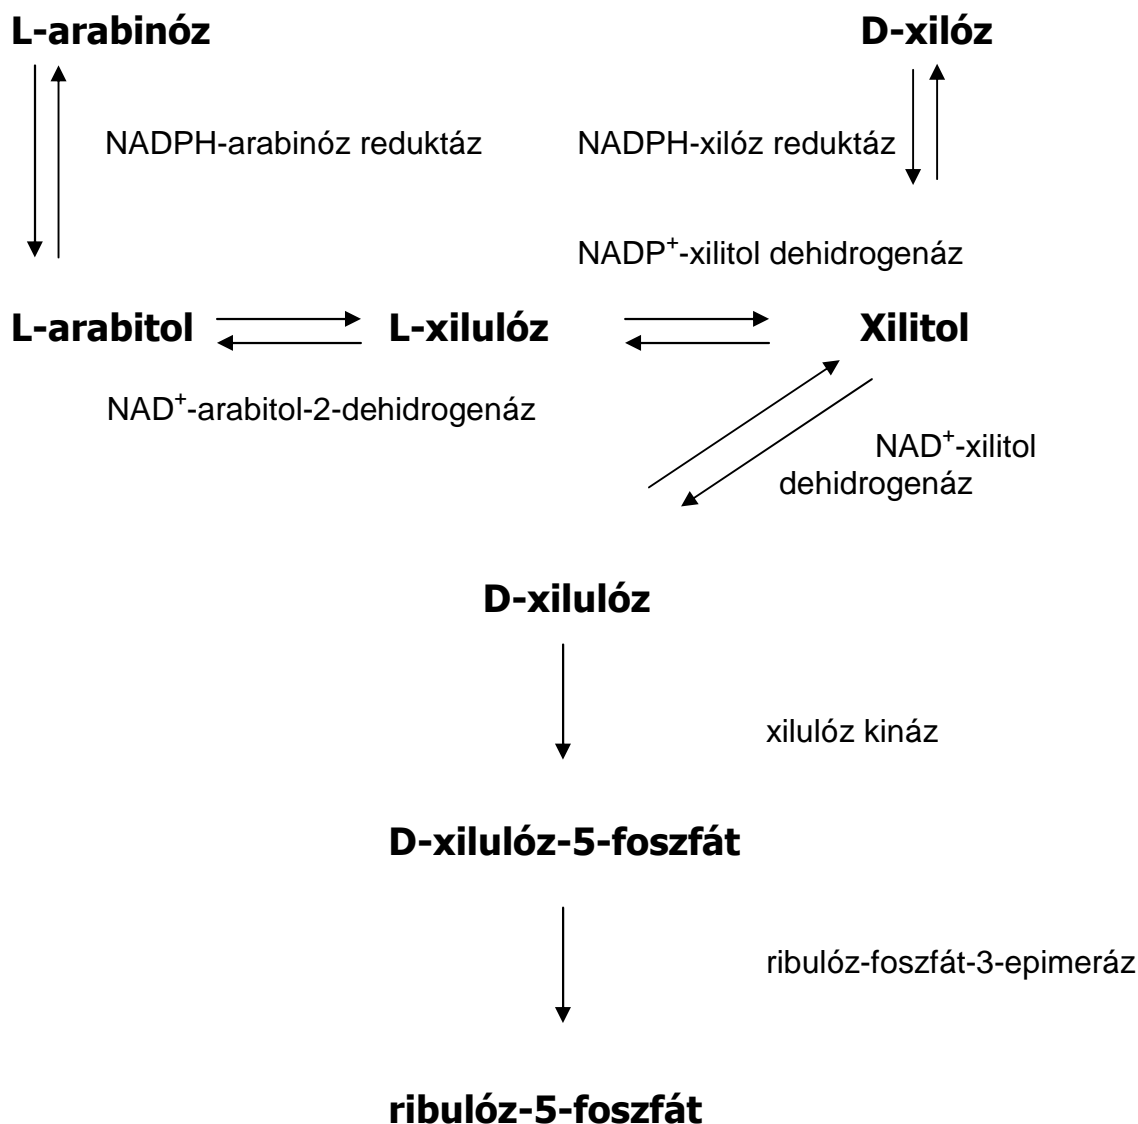 L-arabinóz
D-xilóz
NADPH-arabinóz reduktáz
NADPH-xilóz reduktáz
NADP⁺-xilitol dehidrogenáz
L-arabitol
L-xilulóz
Xilitol
NAD⁺-arabitol-2-dehidrogenáz
NAD⁺-xilitol
dehidrogenáz
D-xilulóz
xilulóz kináz
D-xilulóz-5-foszfát
ribulóz-foszfát-3-epimeráz
ribulóz-5-foszfát